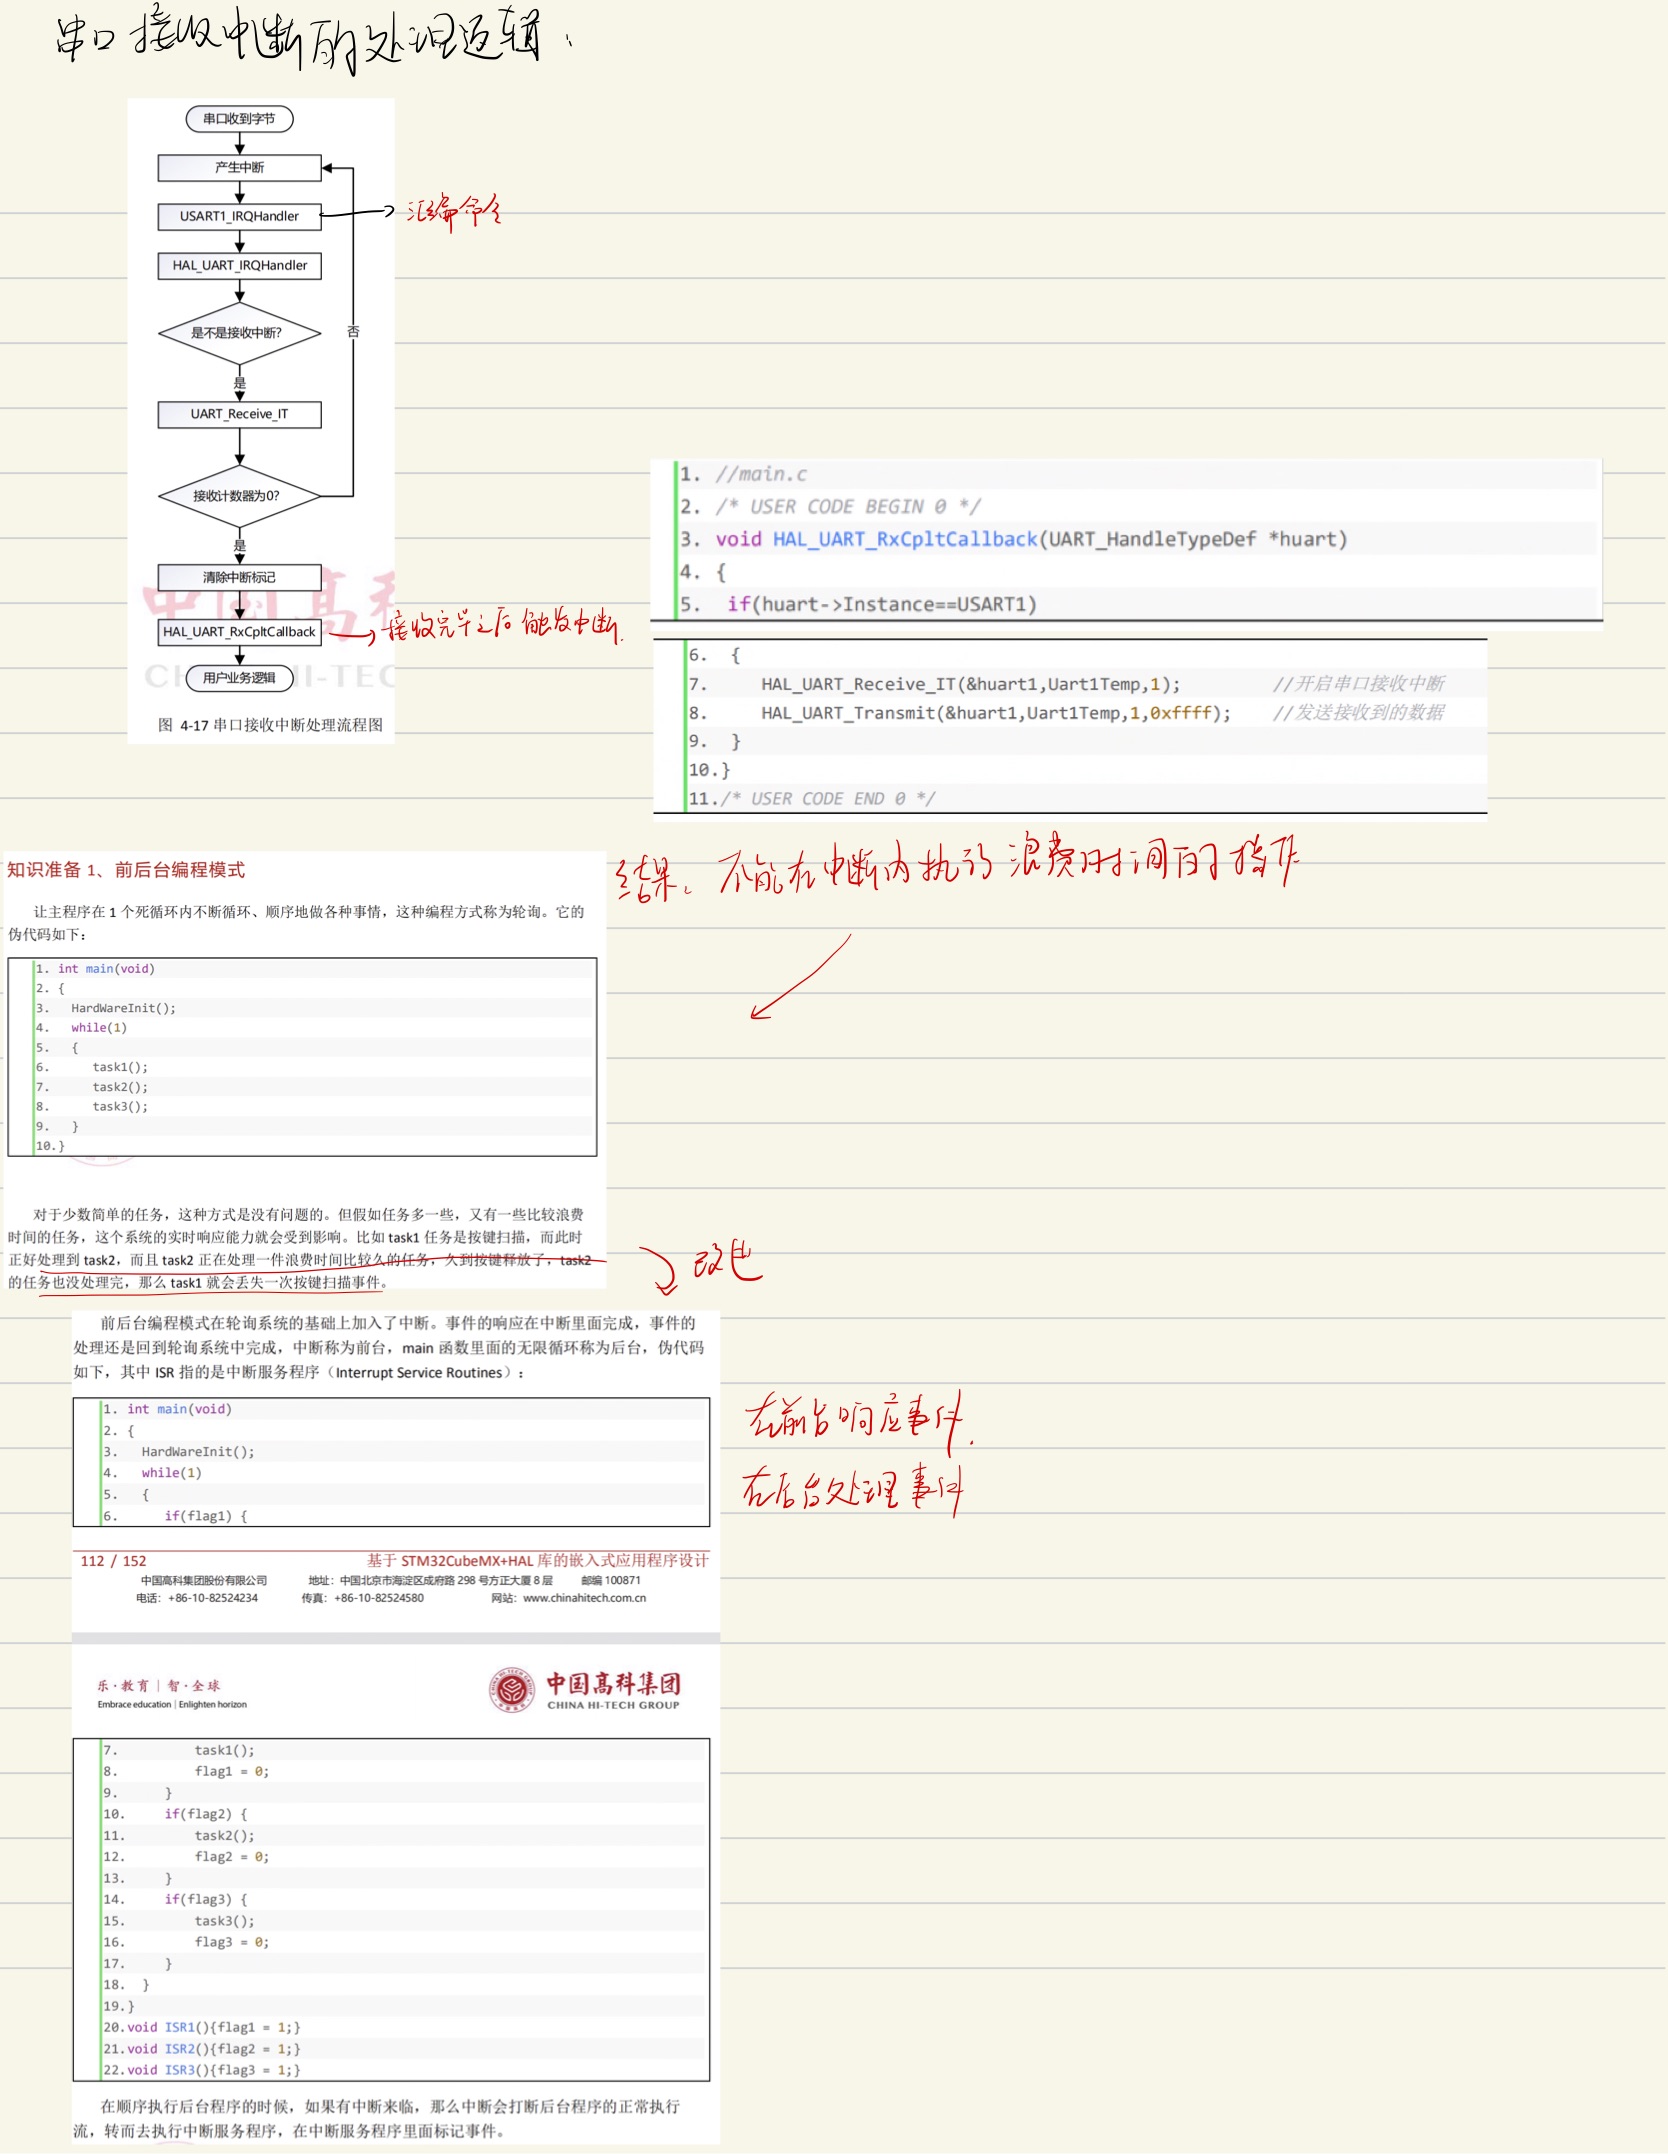 串口接收中断的处理逻辑：
串口收到字节
产生中断
USART1_IRQHandler
汇编命令
HAL_UART_IRQHandler
是不是接收中断?
否
是
UART_Receive_IT
接收计数器为0?
是
清除中断标记
HAL_UART_RxCpltCallback
接收完毕之后触发中断.
用户业务逻辑
图 4-17 串口接收中断处理流程图
1. //main.c
2. /* USER CODE BEGIN 0 */
3. void HAL_UART_RxCpltCallback(UART_HandleTypeDef *huart)
4. {
5. if(huart->Instance==USART1)
6. {
7. HAL_UART_Receive_IT(&huart1,Uart1Temp,1); //开启串口接收中断
8. HAL_UART_Transmit(&huart1,Uart1Temp,1,0xffff); //发送接收到的数据
9. }
10.}
11./* USER CODE END 0 */
结果. 不能在中断内执行浪费时间的操作
知识准备 1、前后台编程模式
让主程序在 1 个死循环内不断循环、顺序地做各种事情，这种编程方式称为轮询。它的
伪代码如下：
1. int main(void)
2. {
3. HardWareInit();
4. while(1)
5. {
6. task1();
7. task2();
8. task3();
9. }
10.}
对于少数简单的任务，这种方式是没有问题的。但假如任务多一些，又有一些比较浪费
时间的任务，这个系统的实时响应能力就会受到影响。比如 task1 任务是按键扫描，而此时
正好处理到 task2，而且 task2 正在处理一件浪费时间比较久的任务，久到按键释放了，task2
的任务也没处理完，那么 task1 就会丢失一次按键扫描事件。
前后台编程模式在轮询系统的基础上加入了中断。事件的响应在中断里面完成，事件的
处理还是回到轮询系统中完成，中断称为前台，main 函数里面的无限循环称为后台，伪代码
如下，其中 ISR 指的是中断服务程序（Interrupt Service Routines）：
1. int main(void)
2. {
3. HardWareInit();
4. while(1)
5. {
6. if(flag1) {
在前台响应事件.
在后台处理事件
112 / 152 基于 STM32CubeMX+HAL 库的嵌入式应用程序设计
中国高科集团股份有限公司 地址：中国北京市海淀区成府路 298 号方正大厦 8 层 邮编 100871
电话：+86-10-82524234 传真：+86-10-82524580 网站：www.chinahitech.com.cn
乐·教育｜智·全球
Embrace education | Enlighten horizon
中国高科集团
CHINA HI-TECH GROUP
7. task1();
8. flag1 = 0;
9. }
10. if(flag2) {
11. task2();
12. flag2 = 0;
13. }
14. if(flag3) {
15. task3();
16. flag3 = 0;
17. }
18. }
19.}
20.void ISR1(){flag1 = 1;}
21.void ISR2(){flag2 = 1;}
22.void ISR3(){flag3 = 1;}
在顺序执行后台程序的时候，如果有中断来临，那么中断会打断后台程序的正常执行
流，转而去执行中断服务程序，在中断服务程序里面标记事件。